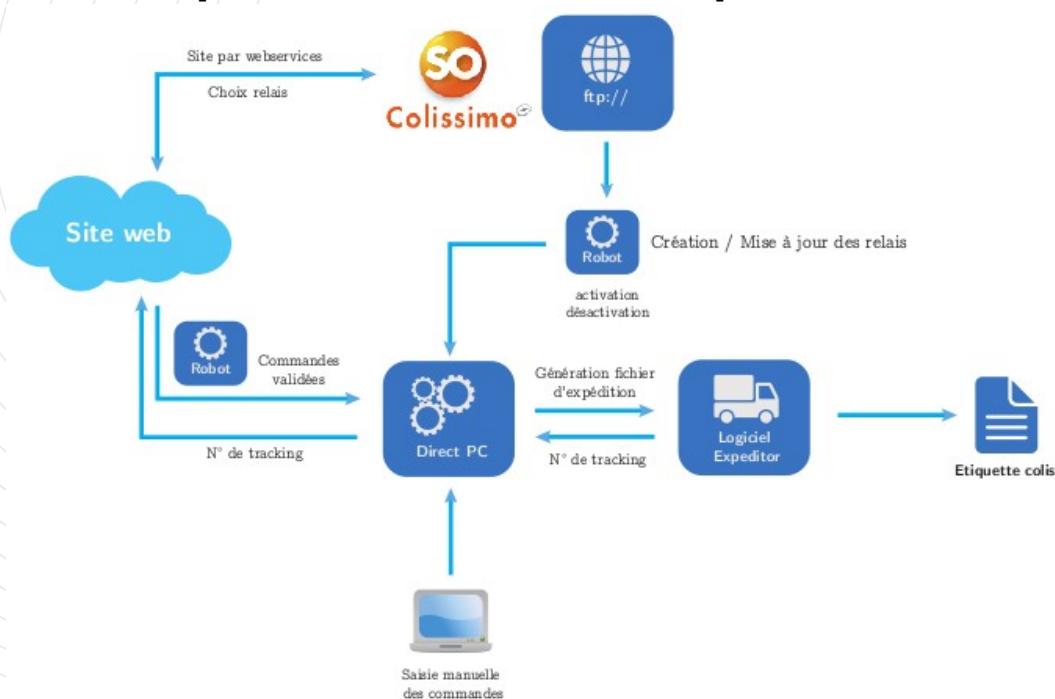 Site par webservices
Choix relais
SO
Colissimo
ftp://
Site web
Robot
Création / Mise à jour des relais
activation
désactivation
Robot
Commandes
validées
N° de tracking
Direct PC
Génération fichier
d'expédition
N° de tracking
Logiciel
Expeditor
Etiquette colis
Saisie manuelle
des commandes